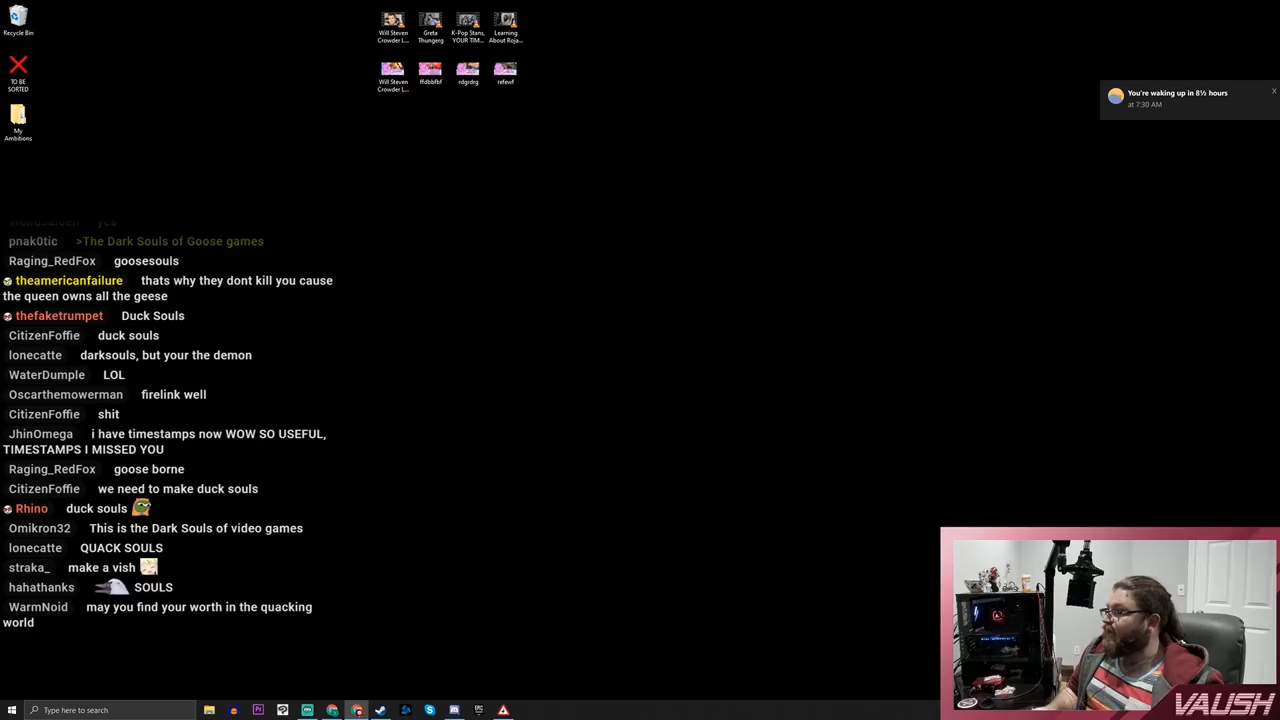 Recycle Bin
TO BE
SORTED
My
Ambitions
Will Steven
Crowder L...
Greta
Thungerg
K-Pop Stans,
YOUR TIM...
Learning
About Roja...
Will Steven
Crowder L...
ffdbbfbf
rdgrdrg
refewf
You're waking up in 8½ hours
at 7:30 AM
X
yes
pnak0tic >The Dark Souls of Goose games
Raging_RedFox goosesouls
theamericanfailure thats why they dont kill you cause
the queen owns all the geese
thefaketrumpet Duck Souls
CitizenFoffie duck souls
lonecatte darksouls, but your the demon
WaterDumple LOL
Oscarthemowerman firelink well
CitizenFoffie shit
JhinOmega i have timestamps now WOW SO USEFUL,
TIMESTAMPS I MISSED YOU
Raging_RedFox goose borne
CitizenFoffie we need to make duck souls
Rhino duck souls
Omikron32 This is the Dark Souls of video games
lonecatte QUACK SOULS
straka_ make a vish
hahathanks SOULS
WarmNoid may you find your worth in the quacking
world
Type here to search
Pr
EPIC
VAUSH